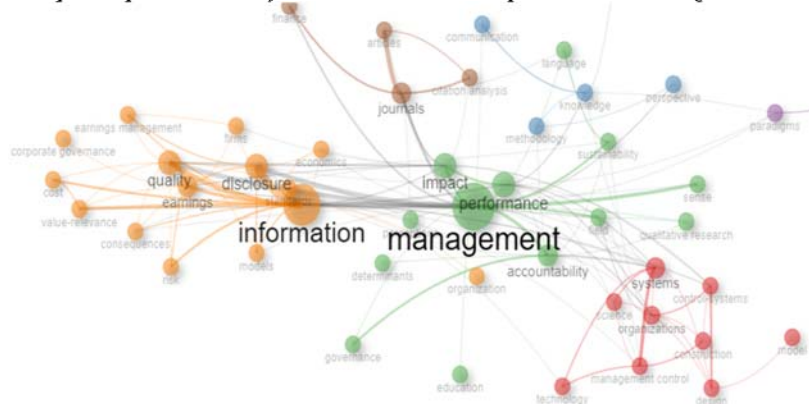 finance
articles
communication
language
citation analysis
journals
knowledge
perspective
paradigms
methodology
earnings management
firms
sustainability
corporate governance
economics
quality
disclosure
impact
cost
earnings
performance
sense
value-relevance
field
qualitative research
information
management
consequences
models
risk
determinants
accountability
organization
systems
control-systems
science
organizations
governance
construction
model
education
management control
technology
design